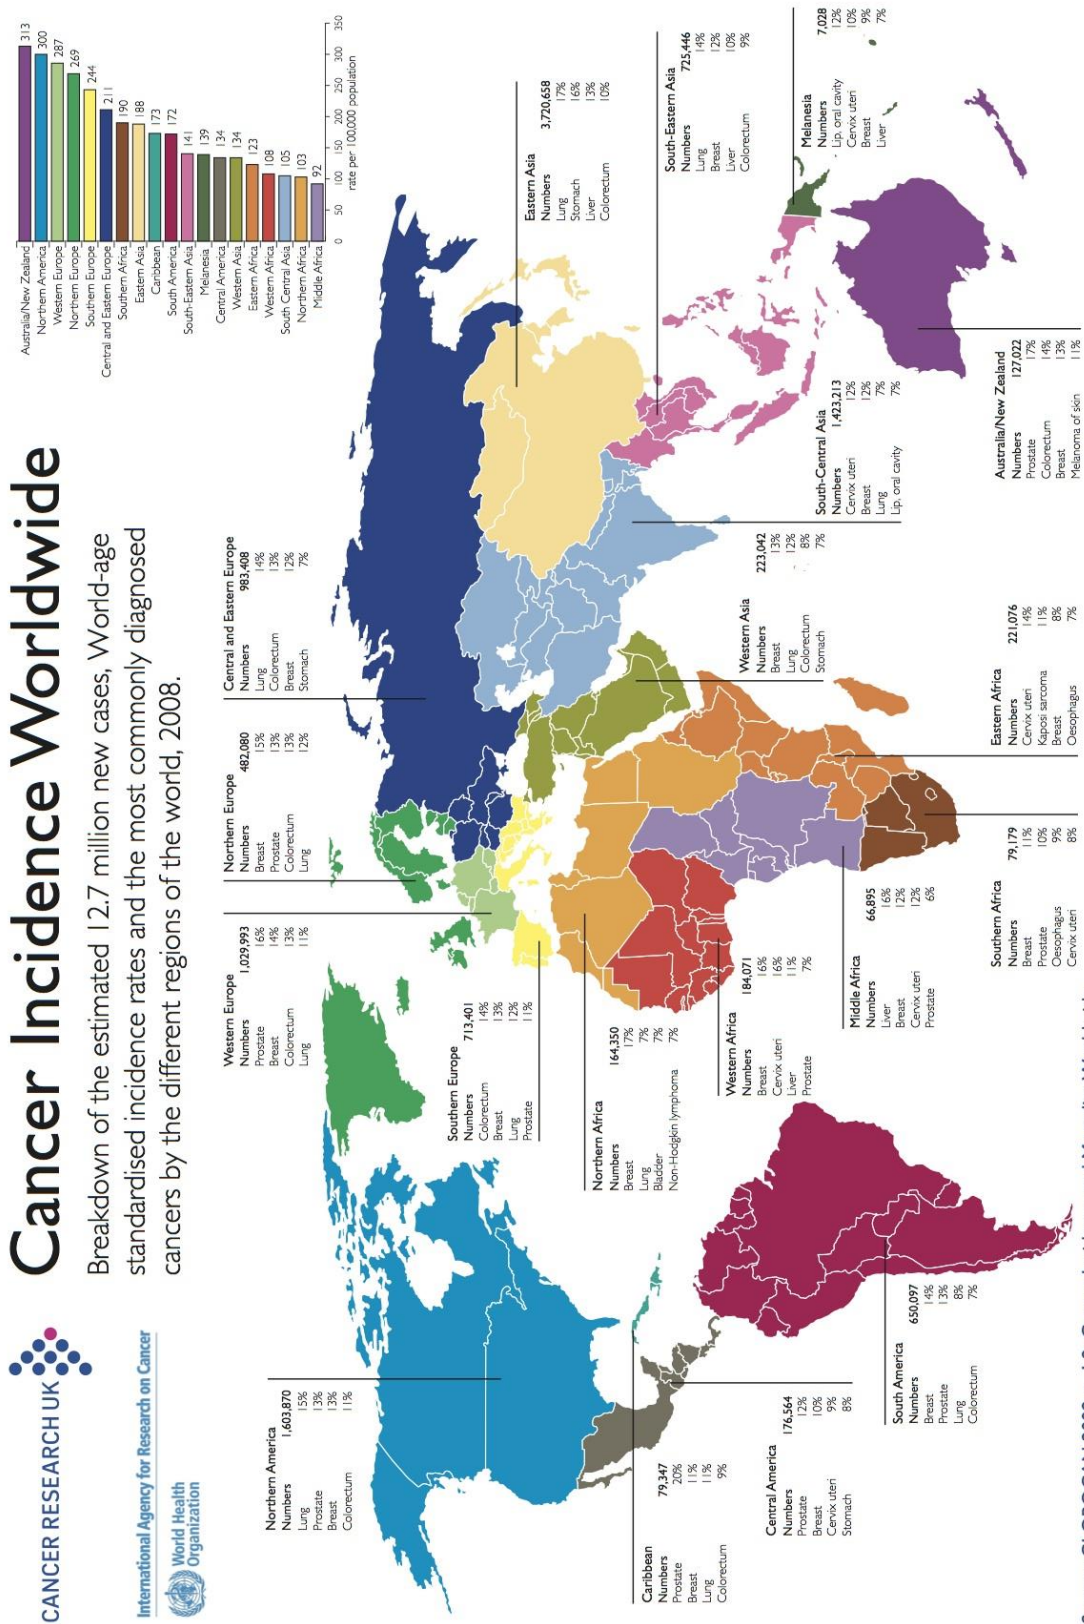 CANCER RESEARCH UK
International Agency for Research on Cancer
World Health
Organization
Cancer Incidence Worldwide
Breakdown of the estimated 12.7 million new cases, World-age
standardised incidence rates and the most commonly diagnosed
cancers by the different regions of the world, 2008.
Australia/New Zealand 313
Northern America 300
Western Europe 287
Northern Europe 269
Southern Europe 244
Central and Eastern Europe 211
Southern Africa 190
Eastern Asia 188
Caribbean 173
South America 172
South-Eastern Asia 141
Melanesia 139
Central America 134
Western Asia 134
Eastern Africa 123
Western Africa 108
South Central Asia 105
Northern Africa 103
Middle Africa 92
0 50 100 150 200 250 300 350
rate per 100,000 population
Northern America
Numbers 1,603,870
Lung 15%
Prostate 13%
Breast 13%
Colorectum 11%
Western Europe
Numbers 1,029,993
Prostate 16%
Breast 14%
Colorectum 13%
Lung 11%
Northern Europe
Numbers 482,080
Breast 15%
Prostate 13%
Colorectum 13%
Lung 12%
Central and Eastern Europe
Numbers 983,408
Lung 14%
Colorectum 13%
Breast 12%
Stomach 7%
Southern Europe
Numbers 713,401
Colorectum 14%
Breast 13%
Lung 12%
Prostate 11%
Eastern Asia
Numbers 3,720,658
Lung 17%
Stomach 16%
Liver 13%
Colorectum 10%
South-Eastern Asia
Numbers 725,446
Lung 14%
Breast 12%
Liver 10%
Colorectum 9%
Northern Africa
Numbers 164,350
Breast 17%
Lung 7%
Bladder 7%
Non-Hodgkin lymphoma 7%
Caribbean
Numbers 79,347
Prostate 20%
Breast 11%
Lung 11%
Colorectum 9%
Western Africa
Numbers 184,071
Breast 16%
Cervix uteri 16%
Liver 11%
Prostate 7%
Western Asia
Numbers 223,042
Breast 13%
Lung 12%
Colorectum 8%
Stomach 7%
South-Central Asia
Numbers 1,423,213
Cervix uteri 12%
Breast 12%
Lung 7%
Lip, oral cavity 7%
Melanesia
Numbers 7,028
Lip, oral cavity 12%
Cervix uteri 10%
Breast 9%
Liver 7%
Central America
Numbers 176,564
Prostate 12%
Breast 10%
Cervix uteri 9%
Stomach 8%
Middle Africa
Numbers 66,895
Liver 16%
Breast 12%
Cervix uteri 12%
Prostate 6%
South America
Numbers 650,097
Breast 14%
Prostate 13%
Lung 8%
Colorectum 7%
Southern Africa
Numbers 79,179
Breast 11%
Prostate 10%
Oesophagus 9%
Cervix uteri 8%
Eastern Africa
Numbers 221,076
Cervix uteri 14%
Kaposi sarcoma 11%
Breast 8%
Oesophagus 7%
Australia/New Zealand
Numbers 127,022
Prostate 17%
Colorectum 14%
Breast 13%
Melanoma of skin 11%